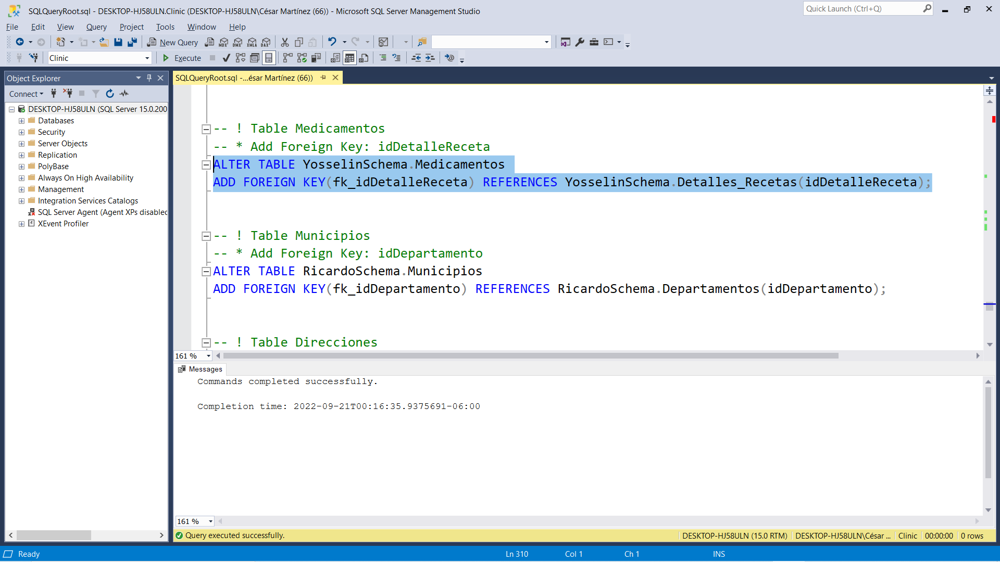 SQLQueryRoot.sql - DESKTOP-HJ58ULN.Clinic (DESKTOP-HJ58ULN\César Martínez (66)) - Microsoft SQL Server Management Studio
Quick Launch (Ctrl+Q)
File Edit View Query Project Tools Window Help
New Query
MDX DMX XMLA DAX
Clinic
Execute
Object Explorer
SQLQueryRoot.sql -...ésar Martínez (66))
Connect
DESKTOP-HJ58ULN (SQL Server 15.0.200
Databases
Security
Server Objects
Replication
PolyBase
Always On High Availability
Management
Integration Services Catalogs
SQL Server Agent (Agent XPs disabled
XEvent Profiler
-- ! Table Medicamentos
-- * Add Foreign Key: idDetalleReceta
ALTER TABLE YosselinSchema.Medicamentos
ADD FOREIGN KEY(fk_idDetalleReceta) REFERENCES YosselinSchema.Detalles_Recetas(idDetalleReceta);
-- ! Table Municipios
-- * Add Foreign Key: idDepartamento
ALTER TABLE RicardoSchema.Municipios
ADD FOREIGN KEY(fk_idDepartamento) REFERENCES RicardoSchema.Departamentos(idDepartamento);
-- ! Table Direcciones
161 %
Messages
Commands completed successfully.
Completion time: 2022-09-21T00:16:35.9375691-06:00
161 %
Query executed successfully.
DESKTOP-HJ58ULN (15.0 RTM) DESKTOP-HJ58ULN\César ... Clinic 00:00:00 0 rows
Ready
Ln 310 Col 1 Ch 1 INS